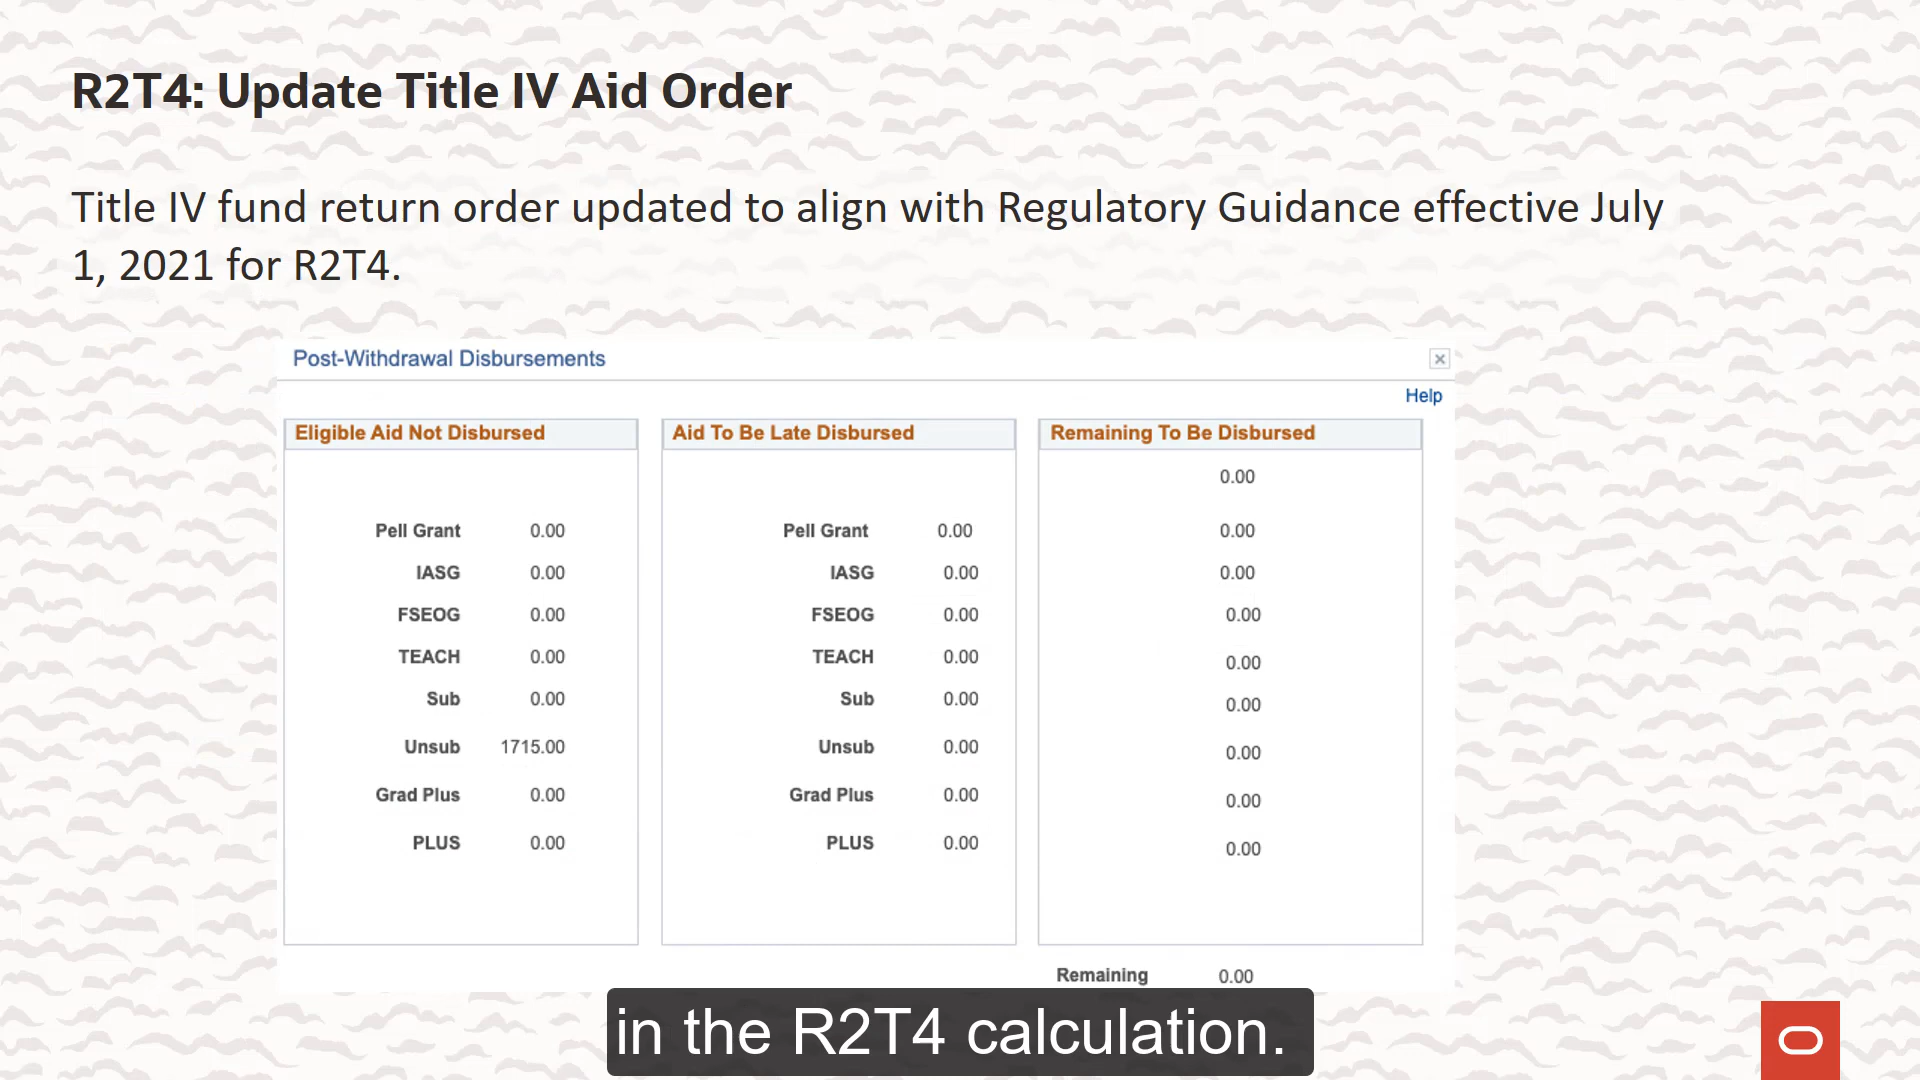 R2T4: Update Title IV Aid Order
Title IV fund return order updated to align with Regulatory Guidance effective July
1, 2021 for R2T4.
Post-Withdrawal Disbursements
Help
Eligible Aid Not Disbursed
Pell Grant 0.00
IASG 0.00
FSEOG 0.00
TEACH 0.00
Sub 0.00
Unsub 1715.00
Grad Plus 0.00
PLUS 0.00
Aid To Be Late Disbursed
Pell Grant 0.00
IASG 0.00
FSEOG 0.00
TEACH 0.00
Sub 0.00
Unsub 0.00
Grad Plus 0.00
PLUS 0.00
Remaining To Be Disbursed
0.00
0.00
0.00
0.00
0.00
0.00
0.00
0.00
0.00
Remaining 0.00
in the R2T4 calculation.